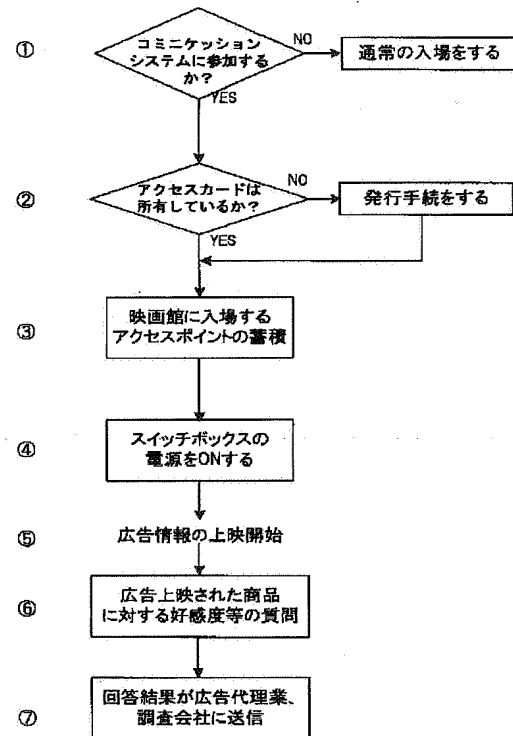 ①
コミニケッション
システムに参加する
か?
NO
通常の入場をする
YES
②
アクセスカードは
所有しているか?
NO
発行手続をする
YES
③
映画館に入場する
アクセスポイントの蓄積
④
スイッチボックスの
電源をONする
⑤
広告情報の上映開始
⑥
広告上映された商品
に対する好感度等の質問
⑦
回答結果が広告代理業、
調査会社に送信